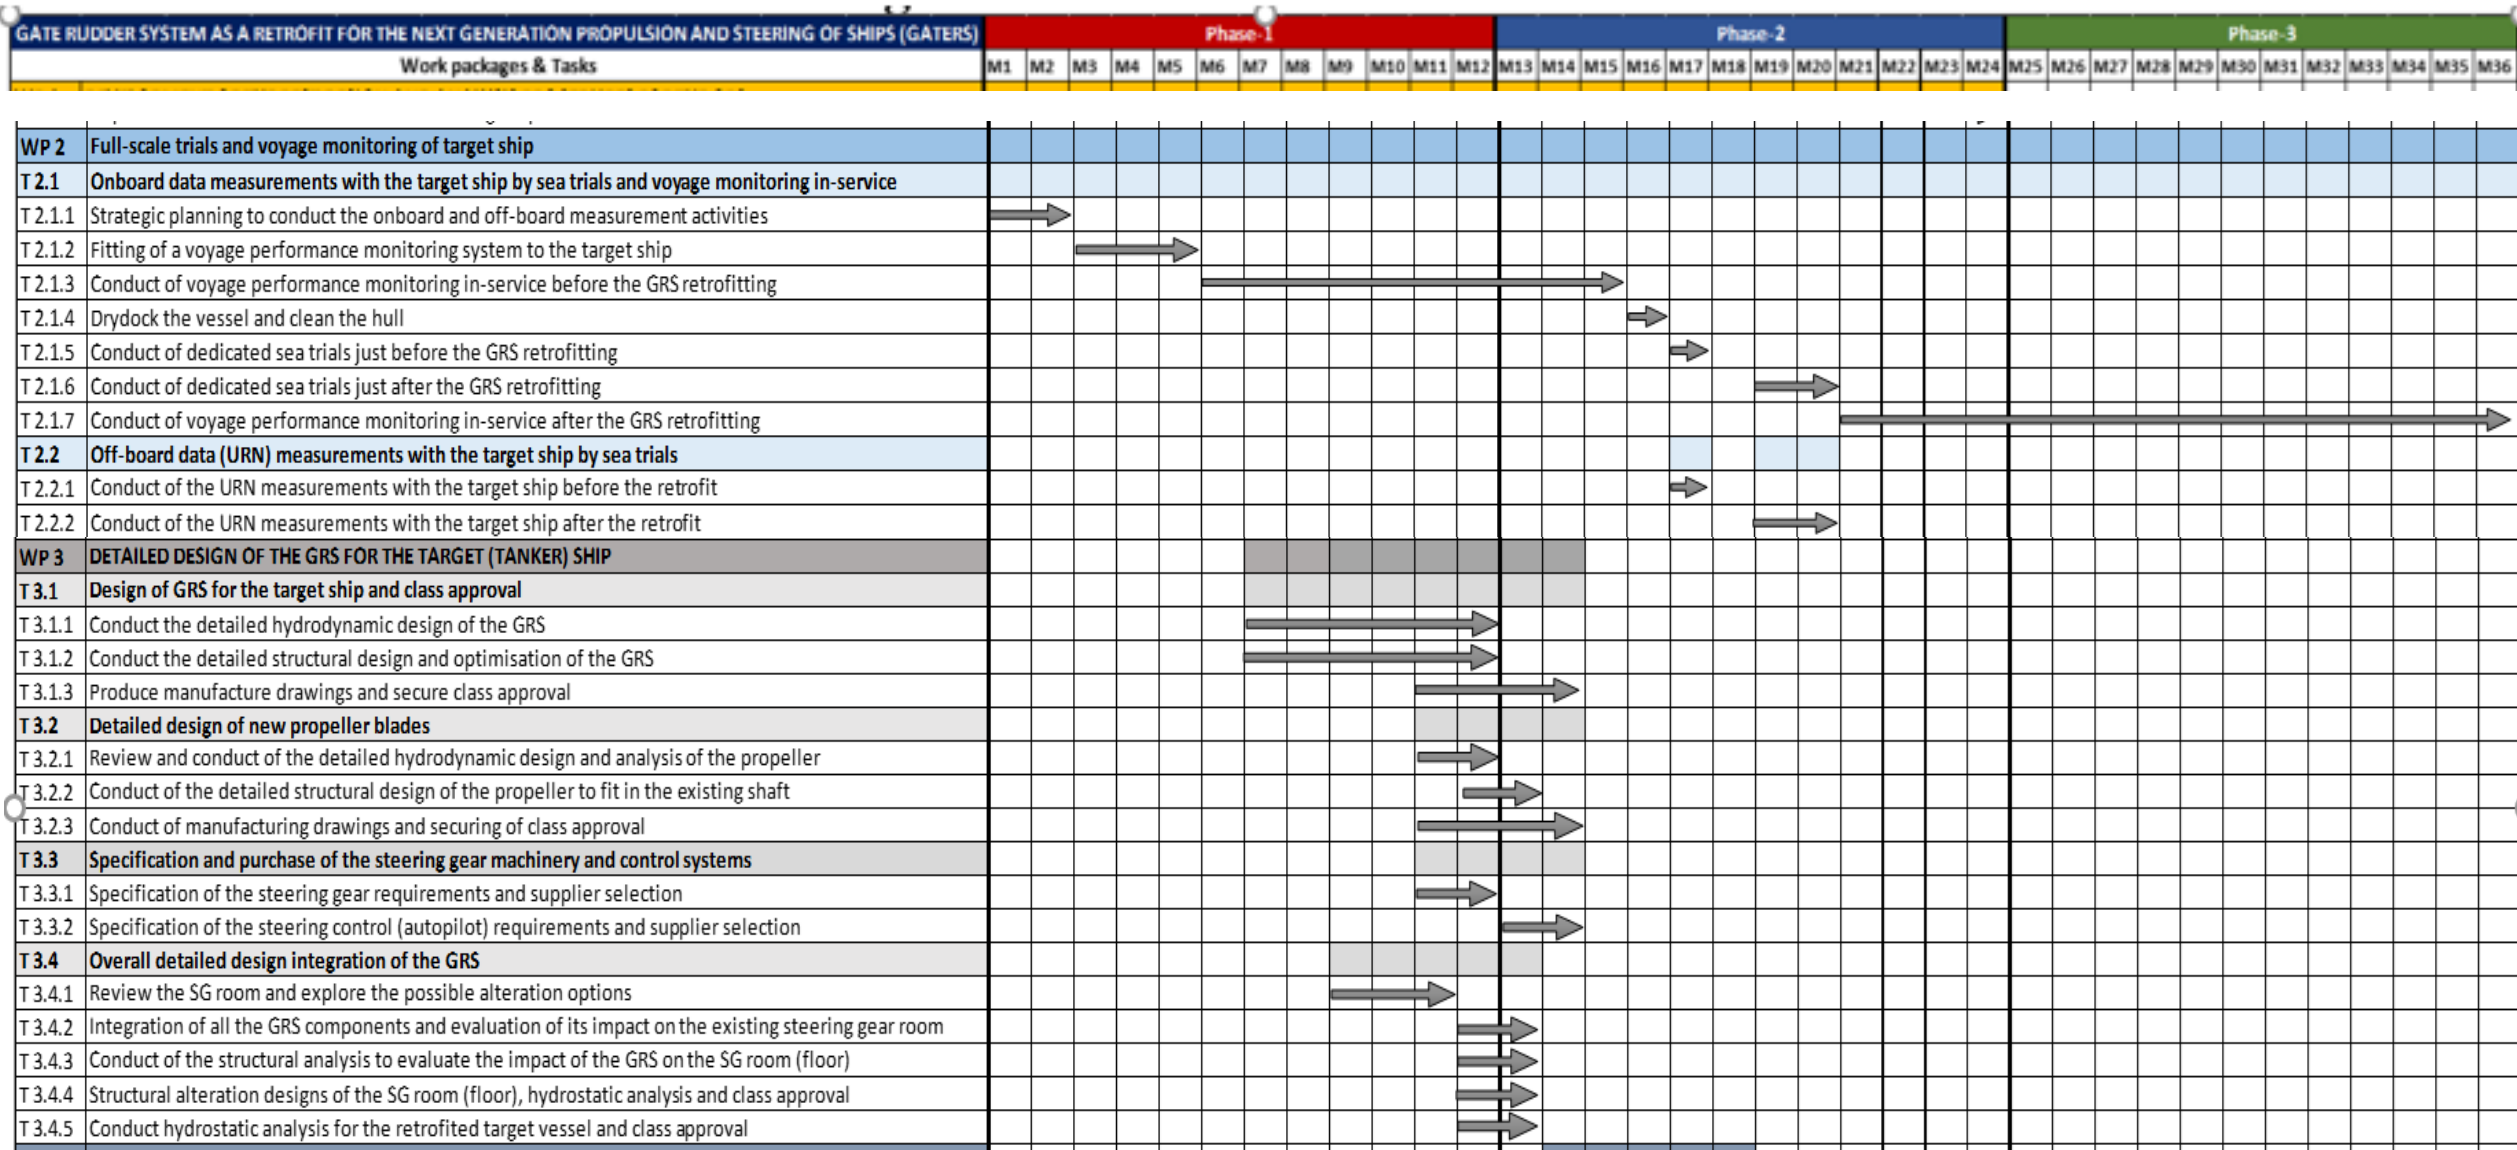 GATE RUDDER SYSTEM AS A RETROFIT FOR THE NEXT GENERATION PROPULSION AND STEERING OF SHIPS (GATERS) Phase-1 Phase-2 Phase-3
Work packages & Tasks M1 M2 M3 M4 M5 M6 M7 M8 M9 M10 M11 M12 M13 M14 M15 M16 M17 M18 M19 M20 M21 M22 M23 M24 M25 M26 M27 M28 M29 M30 M31 M32 M33 M34 M35 M36
WP 2 Full-scale trials and voyage monitoring of target ship
T 2.1 Onboard data measurements with the target ship by sea trials and voyage monitoring in-service
T 2.1.1 Strategic planning to conduct the onboard and off-board measurement activities
T 2.1.2 Fitting of a voyage performance monitoring system to the target ship
T 2.1.3 Conduct of voyage performance monitoring in-service before the GRS retrofitting
T 2.1.4 Drydock the vessel and clean the hull
T 2.1.5 Conduct of dedicated sea trials just before the GRS retrofitting
T 2.1.6 Conduct of dedicated sea trials just after the GRS retrofitting
T 2.1.7 Conduct of voyage performance monitoring in-service after the GRS retrofitting
T 2.2 Off-board data (URN) measurements with the target ship by sea trials
T 2.2.1 Conduct of the URN measurements with the target ship before the retrofit
T 2.2.2 Conduct of the URN measurements with the target ship after the retrofit
WP 3 DETAILED DESIGN OF THE GRS FOR THE TARGET (TANKER) SHIP
T 3.1 Design of GRS for the target ship and class approval
T 3.1.1 Conduct the detailed hydrodynamic design of the GRS
T 3.1.2 Conduct the detailed structural design and optimisation of the GRS
T 3.1.3 Produce manufacture drawings and secure class approval
T 3.2 Detailed design of new propeller blades
T 3.2.1 Review and conduct of the detailed hydrodynamic design and analysis of the propeller
T 3.2.2 Conduct of the detailed structural design of the propeller to fit in the existing shaft
T 3.2.3 Conduct of manufacturing drawings and securing of class approval
T 3.3 Specification and purchase of the steering gear machinery and control systems
T 3.3.1 Specification of the steering gear requirements and supplier selection
T 3.3.2 Specification of the steering control (autopilot) requirements and supplier selection
T 3.4 Overall detailed design integration of the GRS
T 3.4.1 Review the SG room and explore the possible alteration options
T 3.4.2 Integration of all the GRS components and evaluation of its impact on the existing steering gear room
T 3.4.3 Conduct of the structural analysis to evaluate the impact of the GRS on the SG room (floor)
T 3.4.4 Structural alteration designs of the SG room (floor), hydrostatic analysis and class approval
T 3.4.5 Conduct hydrostatic analysis for the retrofited target vessel and class approval